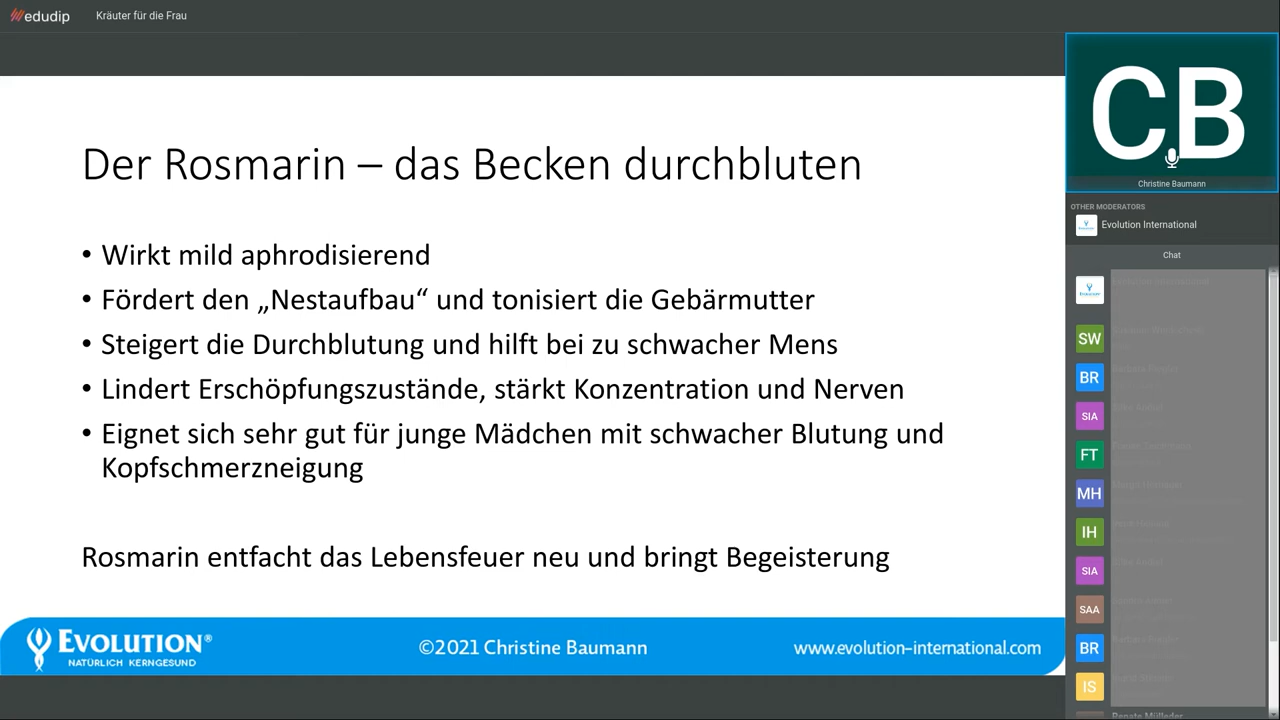 edudip
Kräuter für die Frau
Der Rosmarin – das Becken durchbluten
• Wirkt mild aphrodisierend
• Fördert den „Nestaufbau“ und tonisiert die Gebärmutter
• Steigert die Durchblutung und hilft bei zu schwacher Mens
• Lindert Erschöpfungszustände, stärkt Konzentration und Nerven
• Eignet sich sehr gut für junge Mädchen mit schwacher Blutung und
Kopfschmerzneigung
Rosmarin entfacht das Lebensfeuer neu und bringt Begeisterung
EVOLUTION®
NATÜRLICH KERNGESUND
©2021 Christine Baumann
www.evolution-international.com
CB
Christine Baumann
OTHER MODERATORS
Evolution International
Chat
SW
BR
SIA
FT
MH
IH
SIA
SAA
BR
IS